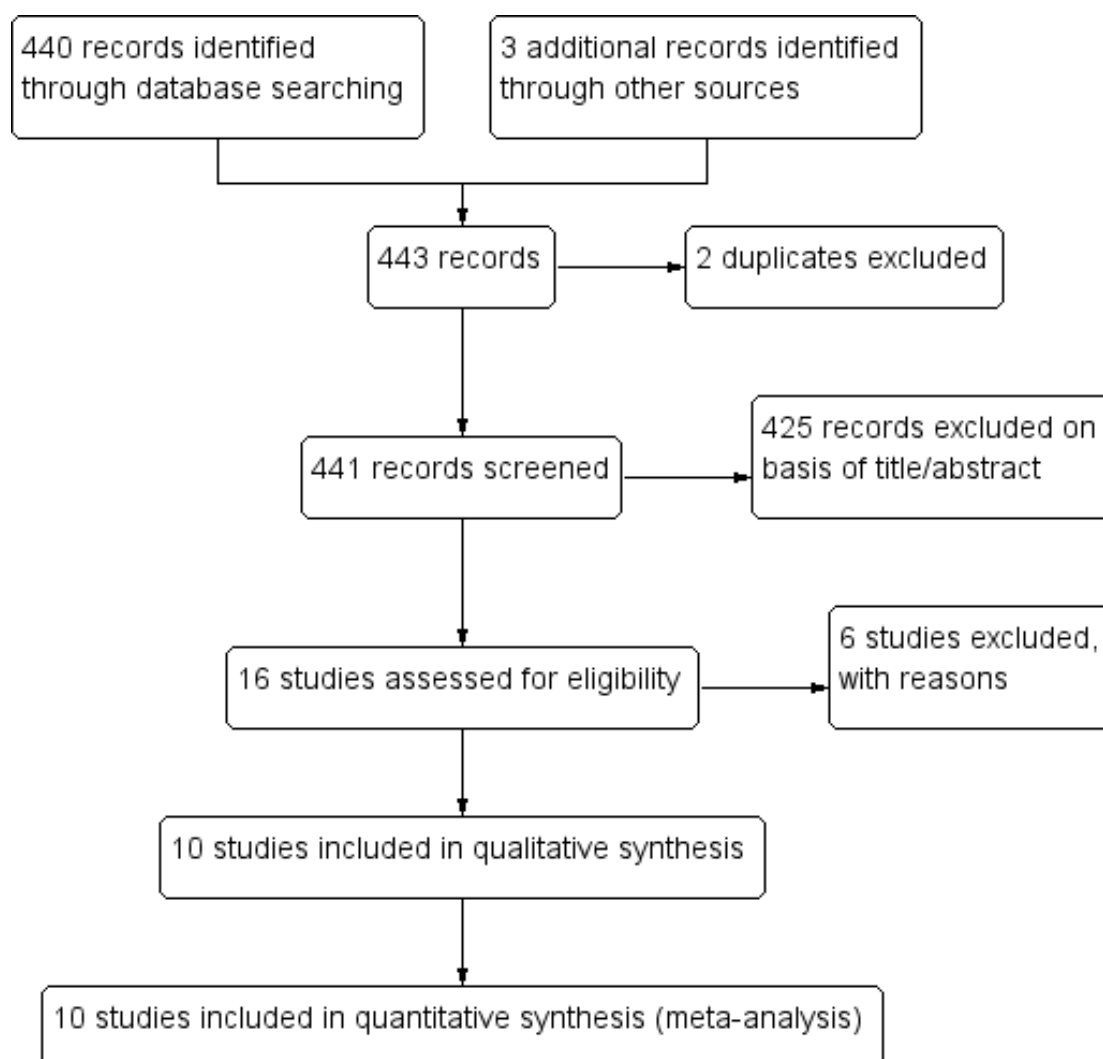 440 records identified
through database searching
3 additional records identified
through other sources
443 records
2 duplicates excluded
441 records screened
425 records excluded on
basis of title/abstract
16 studies assessed for eligibility
6 studies excluded,
with reasons
10 studies included in qualitative synthesis
10 studies included in quantitative synthesis (meta-analysis)